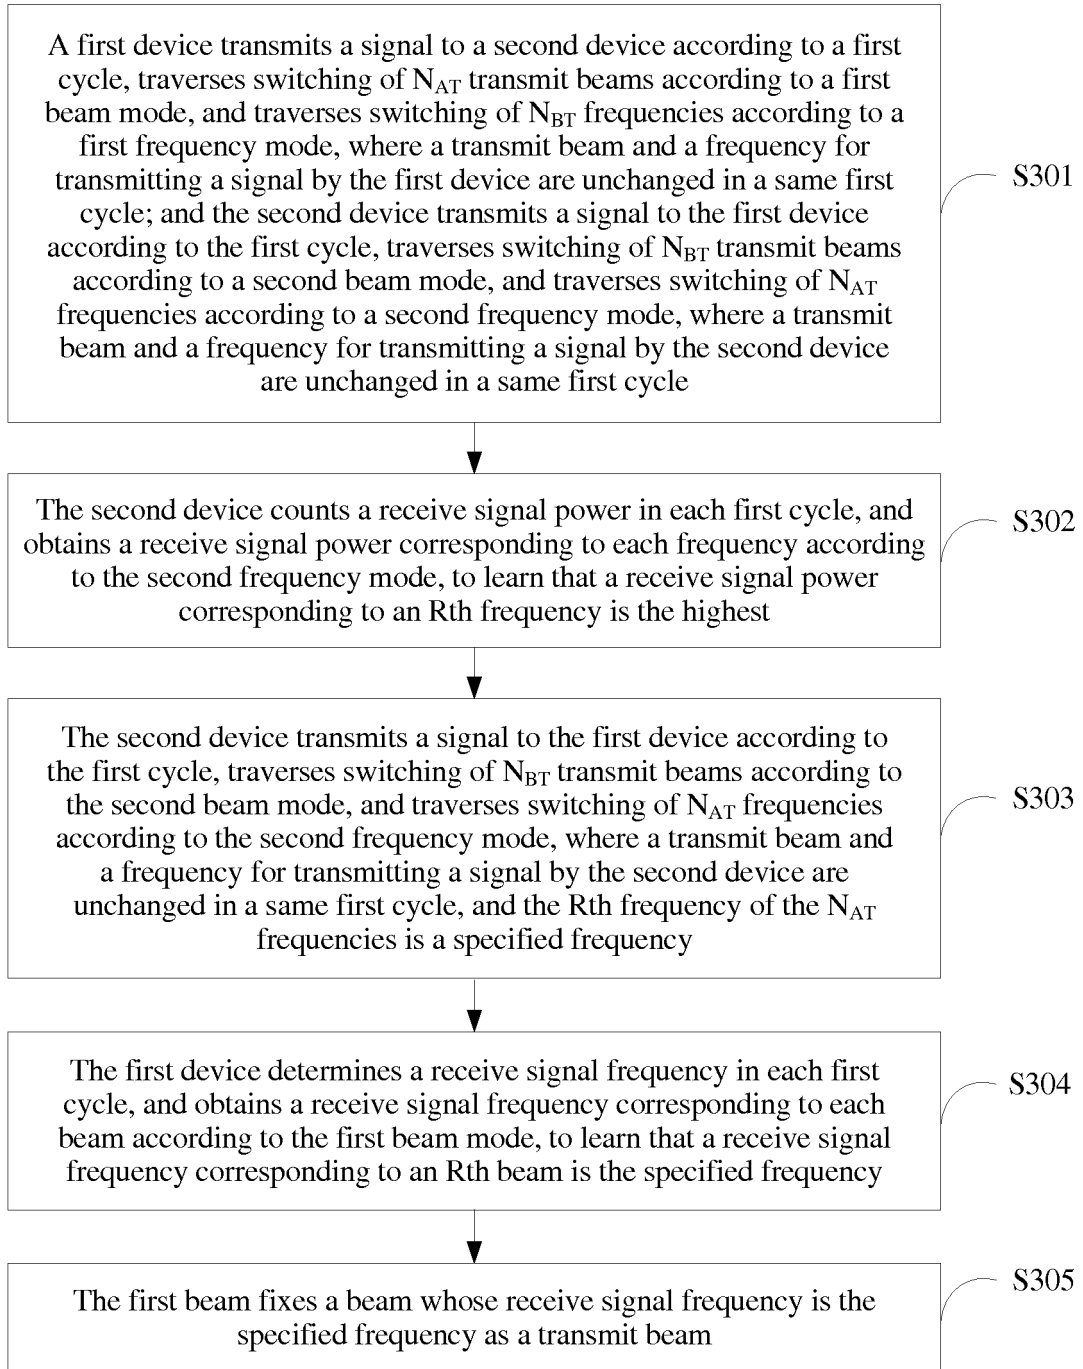 A first device transmits a signal to a second device according to a first
cycle, traverses switching of NAT transmit beams according to a first
beam mode, and traverses switching of NBT frequencies according to a
first frequency mode, where a transmit beam and a frequency for
transmitting a signal by the first device are unchanged in a same first
cycle; and the second device transmits a signal to the first device
according to the first cycle, traverses switching of NBT transmit beams
according to a second beam mode, and traverses switching of NAT
frequencies according to a second frequency mode, where a transmit
beam and a frequency for transmitting a signal by the second device
are unchanged in a same first cycle
S301
The second device counts a receive signal power in each first cycle, and
obtains a receive signal power corresponding to each frequency according
to the second frequency mode, to learn that a receive signal power
corresponding to an Rth frequency is the highest
S302
The second device transmits a signal to the first device according to
the first cycle, traverses switching of NBT transmit beams according to
the second beam mode, and traverses switching of NAT frequencies
according to the second frequency mode, where a transmit beam and
a frequency for transmitting a signal by the second device are
unchanged in a same first cycle, and the Rth frequency of the NAT
frequencies is a specified frequency
S303
The first device determines a receive signal frequency in each first
cycle, and obtains a receive signal frequency corresponding to each
beam according to the first beam mode, to learn that a receive signal
frequency corresponding to an Rth beam is the specified frequency
S304
The first beam fixes a beam whose receive signal frequency is the
specified frequency as a transmit beam
S305